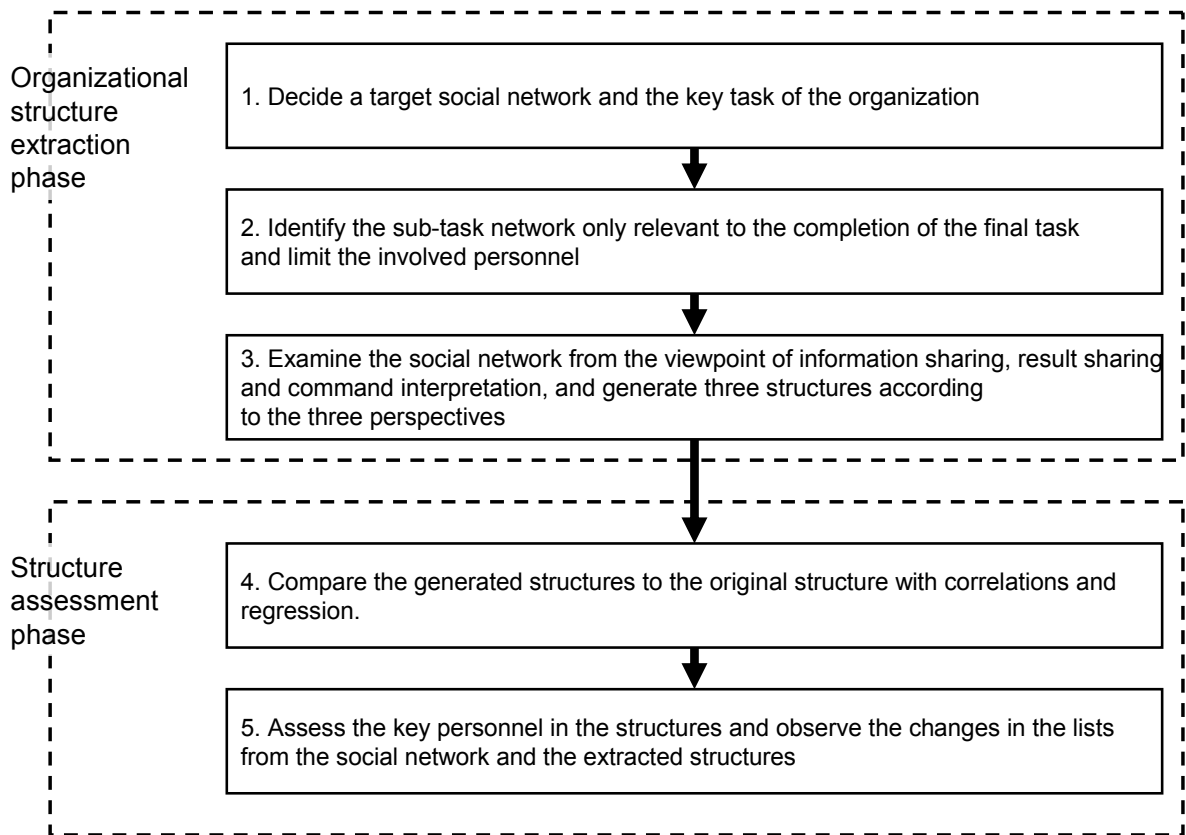 Organizational
structure
extraction
phase
1. Decide a target social network and the key task of the organization
2. Identify the sub-task network only relevant to the completion of the final task
and limit the involved personnel
3. Examine the social network from the viewpoint of information sharing, result sharing
and command interpretation, and generate three structures according
to the three perspectives
Structure
assessment
phase
4. Compare the generated structures to the original structure with correlations and
regression.
5. Assess the key personnel in the structures and observe the changes in the lists
from the social network and the extracted structures